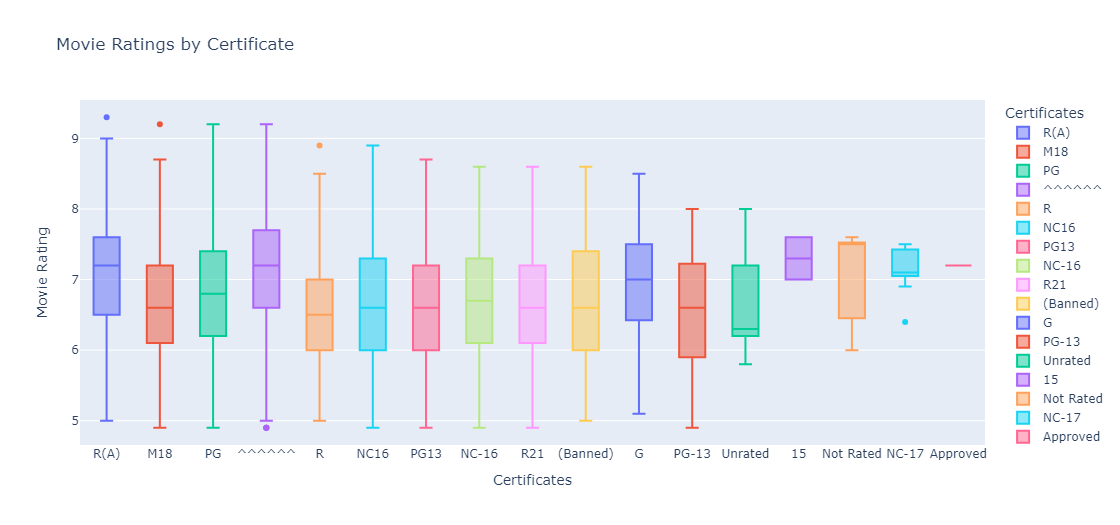 Movie Ratings by Certificate
Certificates
R(A)
M18
PG
^^^^^^
R
NC16
PG13
NC-16
R21
(Banned)
G
PG-13
Unrated
15
Not Rated
NC-17
Approved
Movie Rating
9
8
7
6
5
R(A) M18 PG ^^^^^^ R NC16 PG13 NC-16 R21 (Banned) G PG-13 Unrated 15 Not Rated NC-17 Approved
Certificates